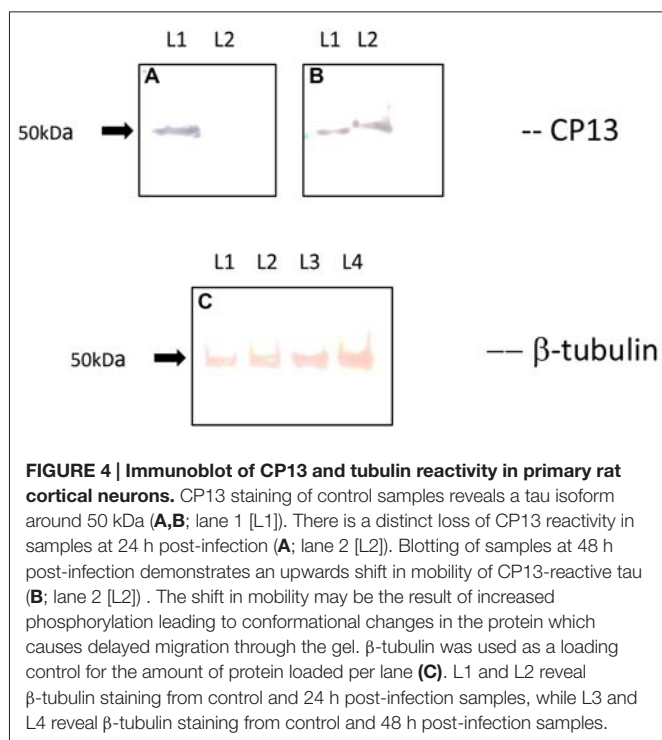 L1 L2 L1 L2
A B
50kDa -- CP13
L1 L2 L3 L4
C
50kDa –– β-tubulin
FIGURE 4 | Immunoblot of CP13 and tubulin reactivity in primary rat
cortical neurons. CP13 staining of control samples reveals a tau isoform
around 50 kDa (A,B; lane 1 [L1]). There is a distinct loss of CP13 reactivity in
samples at 24 h post-infection (A; lane 2 [L2]). Blotting of samples at 48 h
post-infection demonstrates an upwards shift in mobility of CP13-reactive tau
(B; lane 2 [L2]) . The shift in mobility may be the result of increased
phosphorylation leading to conformational changes in the protein which
causes delayed migration through the gel. β-tubulin was used as a loading
control for the amount of protein loaded per lane (C). L1 and L2 reveal
β-tubulin staining from control and 24 h post-infection samples, while L3 and
L4 reveal β-tubulin staining from control and 48 h post-infection samples.